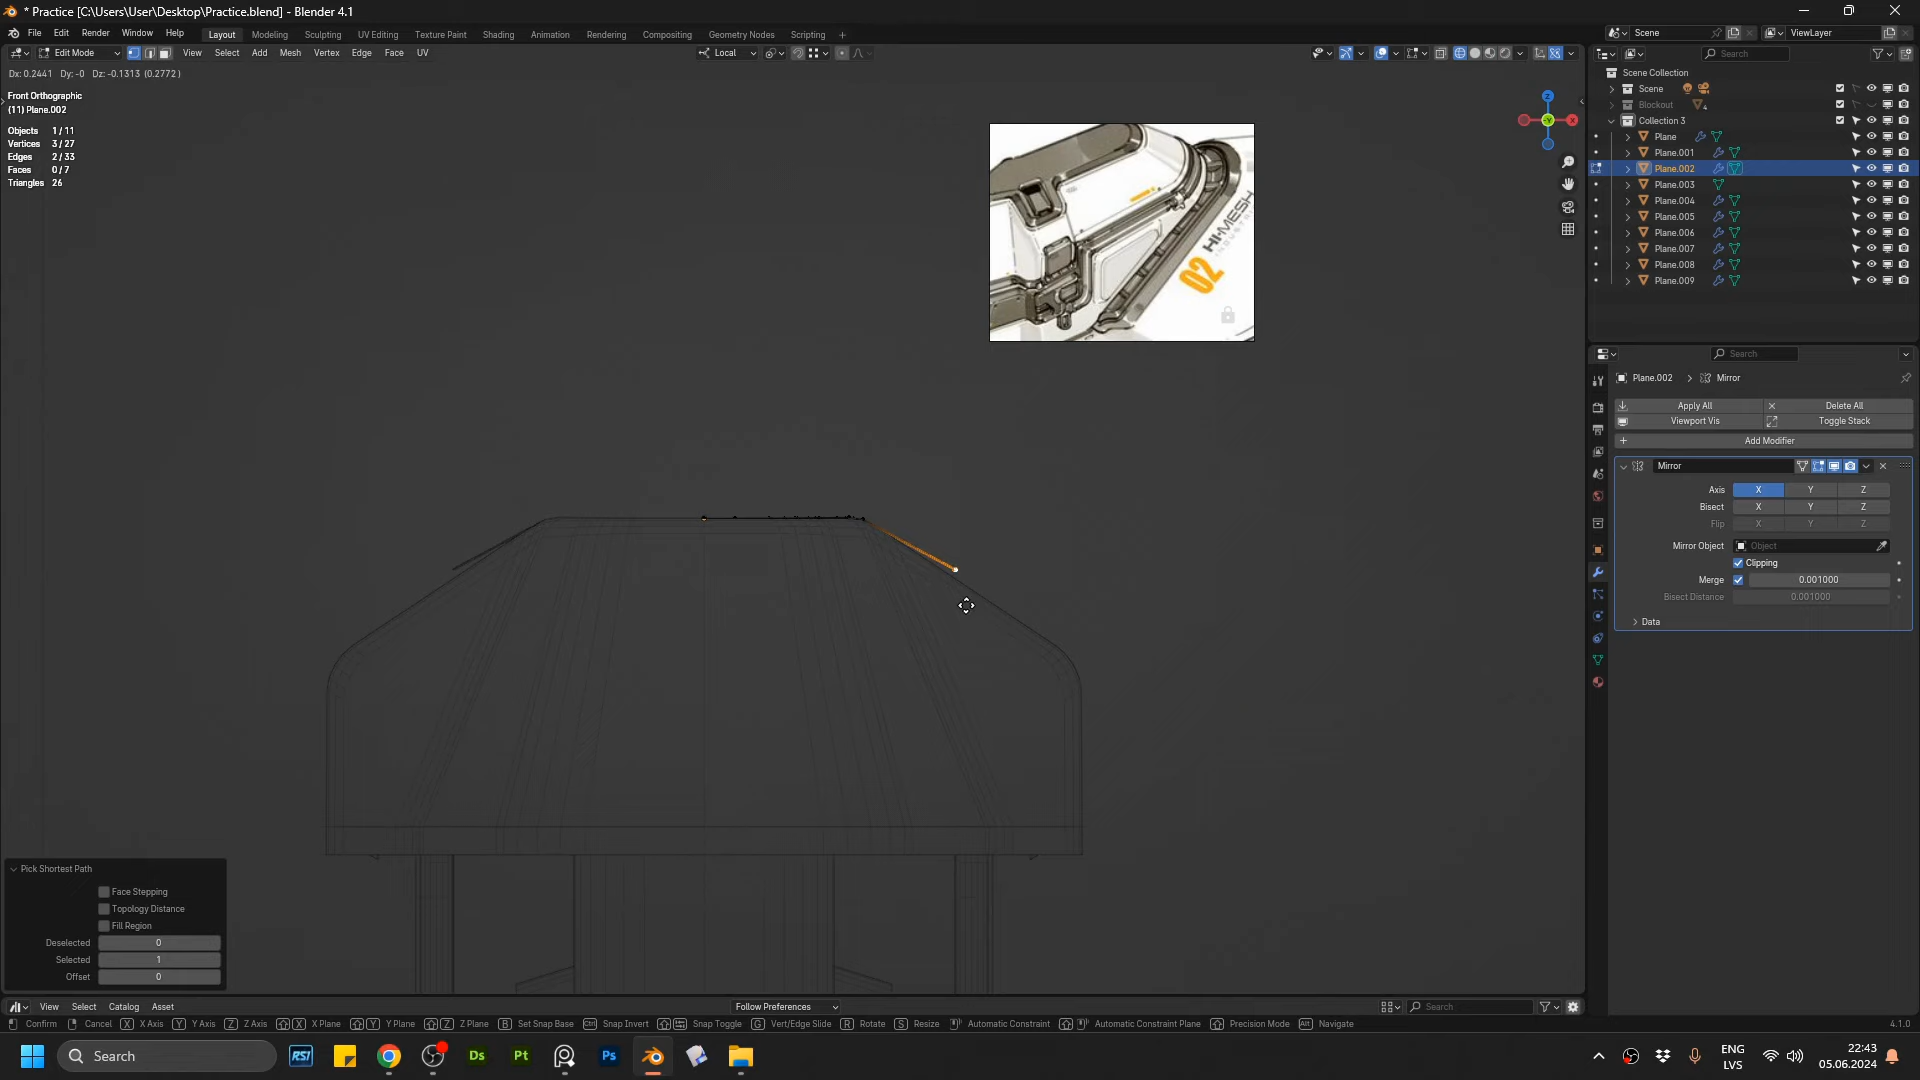 * Practice [C:\Users\User\Desktop\Practice.blend] - Blender 4.1
File Edit Render Window Help Layout Modeling Sculpting UV Editing Texture Paint Shading Animation Rendering Compositing Geometry Nodes Scripting +
Scene ViewLayer
Edit Mode View Select Add Mesh Vertex Edge Face UV Local Search
Dx: 0.2441 Dy: -0 Dz: -0.1313 (0.2772)
Front Orthographic
(11) Plane.002
Objects 1/11
Vertices 3/27
Edges 2/33
Faces 0/7
Triangles 26
Z
X
-Y
HI-MESH
02
Scene Collection
Scene
Blockout
Collection 3
Plane
Plane.001
Plane.002
Plane.003
Plane.004
Plane.005
Plane.006
Plane.007
Plane.008
Plane.009
Search
Plane.002 > Mirror
Apply All Delete All
Viewport Vis Toggle Stack
Add Modifier
Mirror
Axis X Y Z
Bisect X Y Z
Flip X Y Z
Mirror Object Object
Clipping
Merge 0.001000
Bisect Distance 0.001000
Data
Pick Shortest Path
Face Stepping
Topology Distance
Fill Region
Deselected 0
Selected 1
Offset 0
View Select Catalog Asset Follow Preferences Search
Confirm Cancel X X Axis Y Y Axis Z Z Axis X X Plane Y Y Plane Z Z Plane B Set Snap Base Ctrl Snap Invert Snap Toggle G Vert/Edge Slide R Rotate S Resize Automatic Constraint Automatic Constraint Plane Precision Mode Alt Navigate 4.1.0
Search RSI Ds Pt Ps ENG 22:43
LVS 05.06.2024